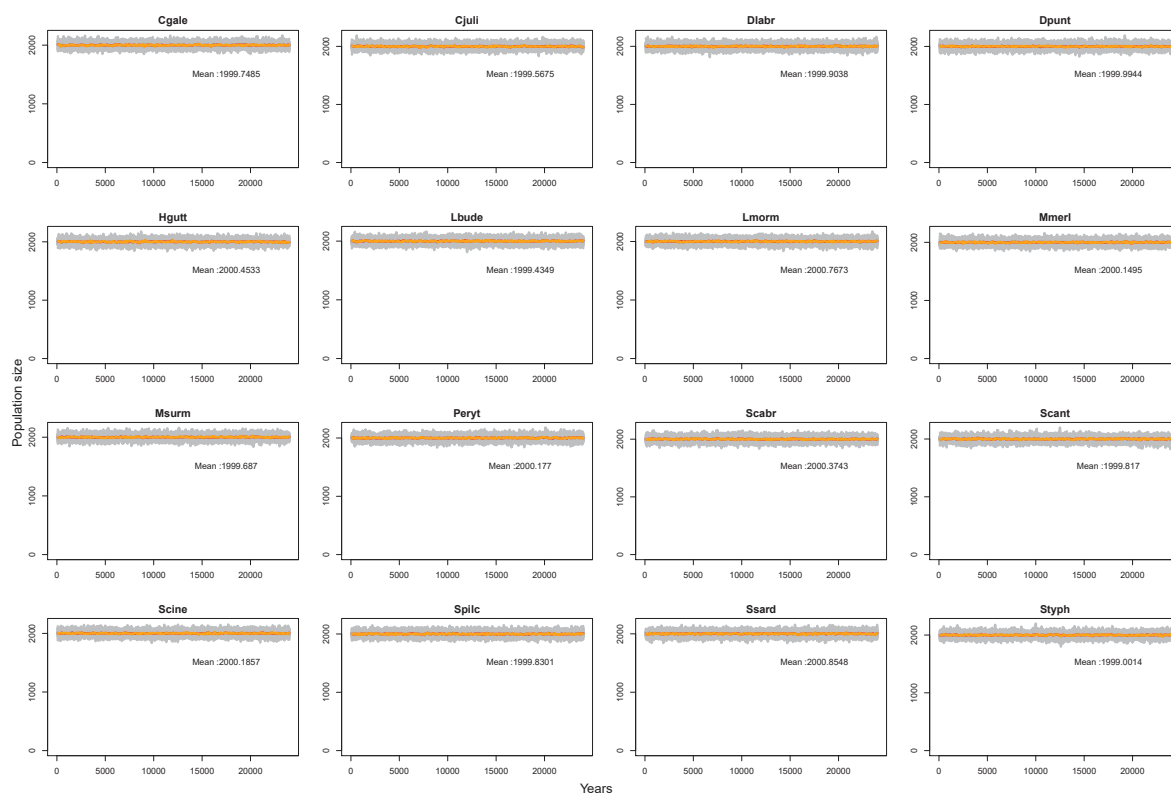 Cgale Cjuli Dlabr Dpunt
2000 2000 2000 2000
Mean :1999.7485 Mean :1999.5675 Mean :1999.9038 Mean :1999.9944
1000 1000 1000 1000
0 0 0 0
0 5000 10000 15000 20000 0 5000 10000 15000 20000 0 5000 10000 15000 20000 0 5000 10000 15000 20000
Hgutt Lbude Lmorm Mmerl
2000 2000 2000 2000
Mean :2000.4533 Mean :1999.4349 Mean :2000.7673 Mean :2000.1495
1000 1000 1000 1000
0 0 0 0
0 5000 10000 15000 20000 0 5000 10000 15000 20000 0 5000 10000 15000 20000 0 5000 10000 15000 20000
Population size
Msurm Peryt Scabr Scant
2000 2000 2000 2000
Mean :1999.687 Mean :2000.177 Mean :2000.3743 Mean :1999.817
1000 1000 1000 1000
0 0 0 0
0 5000 10000 15000 20000 0 5000 10000 15000 20000 0 5000 10000 15000 20000 0 5000 10000 15000 20000
Scine Spilc Ssard Styph
2000 2000 2000 2000
Mean :2000.1857 Mean :1999.8301 Mean :2000.8548 Mean :1999.0014
1000 1000 1000 1000
0 0 0 0
0 5000 10000 15000 20000 0 5000 10000 15000 20000 0 5000 10000 15000 20000 0 5000 10000 15000 20000
Years